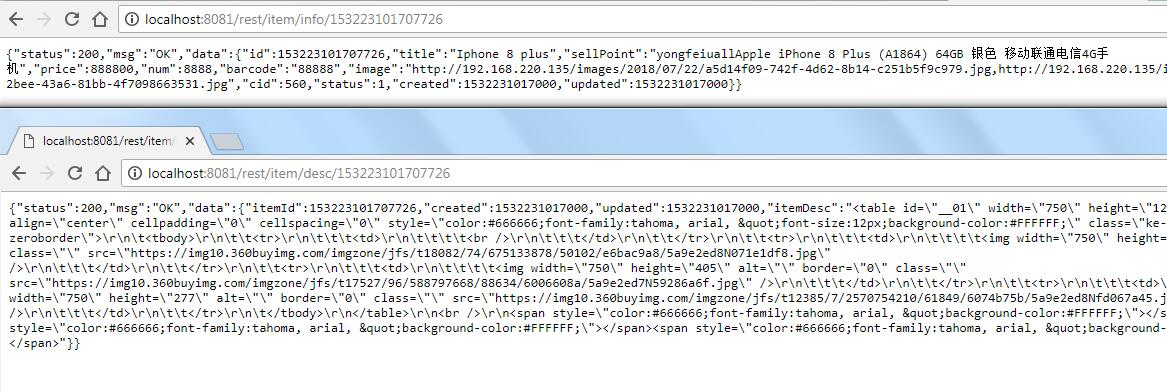 localhost:8081/rest/item/info/153223101707726
{"status":200,"msg":"OK","data":{"id":153223101707726,"title":"Iphone 8 plus","sellPoint":"yongfeiuallApple iPhone 8 Plus (A1864) 64GB 银色 移动联通电信4G手
机","price":888800,"num":8888,"barcode":"88888","image":"http://192.168.220.135/images/2018/07/22/a5d14f09-742f-4d62-8b14-c251b5f9c979.jpg,http://192.168.220.135/i
2bee-43a6-81bb-4f7098663531.jpg","cid":560,"status":1,"created":1532231017000,"updated":1532231017000}}
localhost:8081/rest/item/
localhost:8081/rest/item/desc/153223101707726
{"status":200,"msg":"OK","data":{"itemId":153223101707726,"created":1532231017000,"updated":1532231017000,"itemDesc":"<table id=\"__01\" width=\"750\" height=\"12
align=\"center\" cellpadding=\"0\" cellspacing=\"0\" style=\"color:#666666;font-family:tahoma, arial, &quot;font-size:12px;background-color:#FFFFFF;\" class=\"ke-
zeroborder\">\r\n\t<tbody>\r\n\t\t<tr>\r\n\t\t\t<td>\r\n\t\t\t\t<br />\r\n\t\t\t</td>\r\n\t\t</tr>\r\n\t\t<tr>\r\n\t\t\t<td>\r\n\t\t\t\t<img width=\"750\" heigh
class=\"\" src=\"https://img10.360buyimg.com/imgzone/jfs/t18082/74/675133878/50102/e6bac9a8/5a9e2ed8N071e1df8.jpg\"
/>\r\n\t\t\t</td>\r\n\t\t</tr>\r\n\t\t<tr>\r\n\t\t\t<td>\r\n\t\t\t\t<img width=\"750\" height=\"405\" alt=\"\" border=\"0\" class=\"\"
src=\"https://img10.360buyimg.com/imgzone/jfs/t17527/96/588797668/88634/6006608a/5a9e2ed7N59286a6f.jpg\" />\r\n\t\t\t</td>\r\n\t\t</tr>\r\n\t\t<tr>\r\n\t\t\t<td>
width=\"750\" height=\"277\" alt=\"\" border=\"0\" class=\"\" src=\"https://img10.360buyimg.com/imgzone/jfs/t12385/7/2570754210/61849/6074b75b/5a9e2ed8Nfd067a45.j
/>\r\n\t\t\t</td>\r\n\t\t</tr>\r\n\t</tbody>\r\n</table>\r\n<br />\r\n<span style=\"color:#666666;font-family:tahoma, arial, &quot;background-color:#FFFFFF;\"></s
style=\"color:#666666;font-family:tahoma, arial, &quot;background-color:#FFFFFF;\"></span><span style=\"color:#666666;font-family:tahoma, arial, &quot;backgroun
</span>"}}